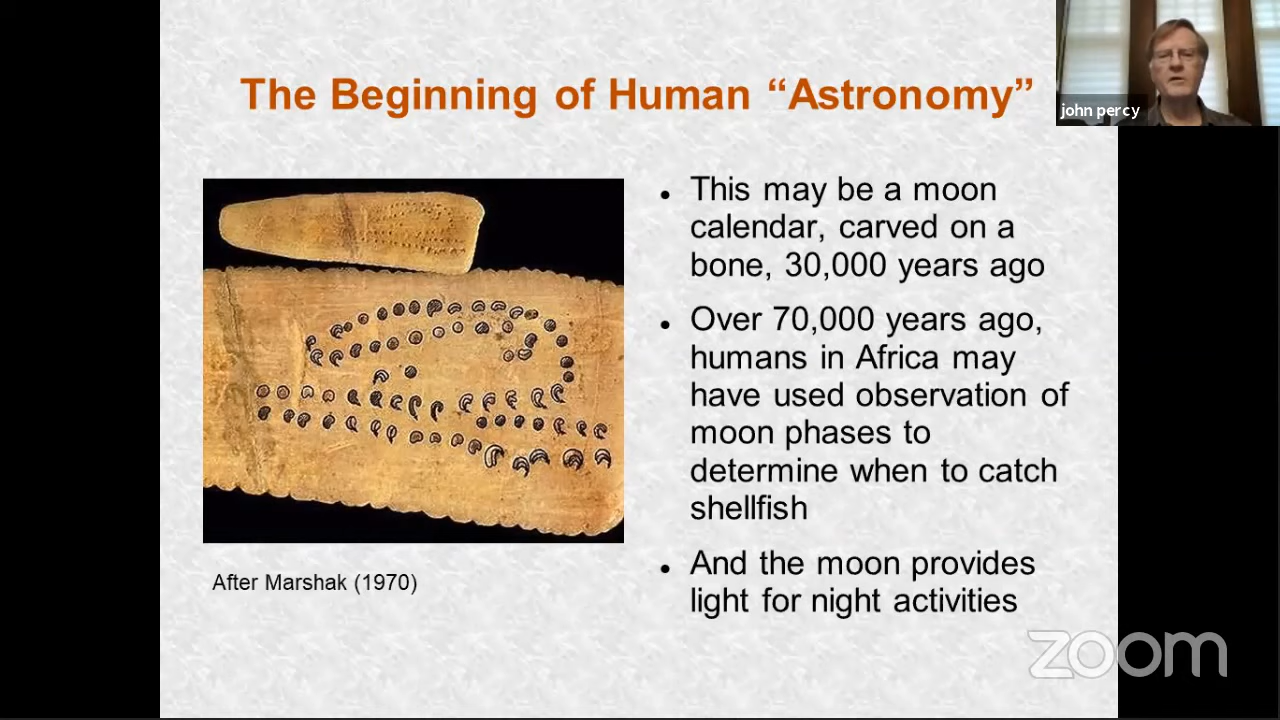 The Beginning of Human “Astronomy”
john percy
This may be a moon
calendar, carved on a
bone, 30,000 years ago
Over 70,000 years ago,
humans in Africa may
have used observation of
moon phases to
determine when to catch
shellfish
And the moon provides
light for night activities
After Marshak (1970)
zoom